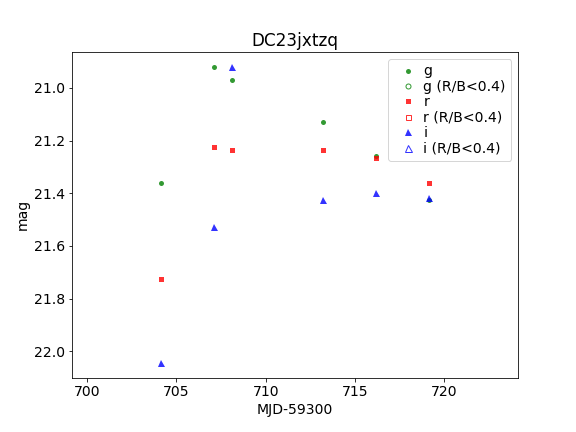 DC23jxtzq
g
g (R/B<0.4)
r
r (R/B<0.4)
i
i (R/B<0.4)
21.0
21.2
21.4
21.6
21.8
22.0
mag
700
705
710
715
720
MJD-59300